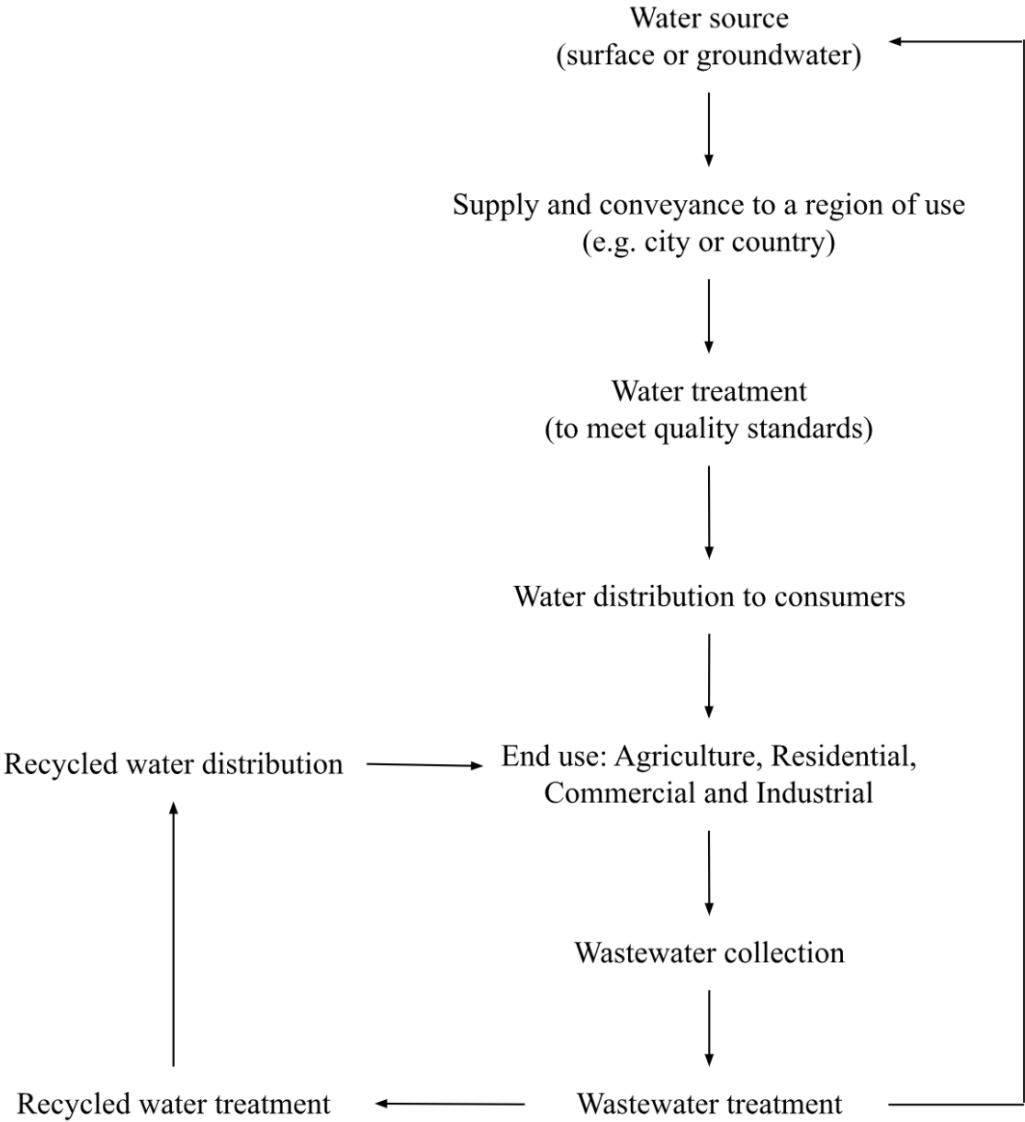 Water source
(surface or groundwater)
Supply and conveyance to a region of use
(e.g. city or country)
Water treatment
(to meet quality standards)
Water distribution to consumers
Recycled water distribution
End use: Agriculture, Residential,
Commercial and Industrial
Wastewater collection
Recycled water treatment
Wastewater treatment